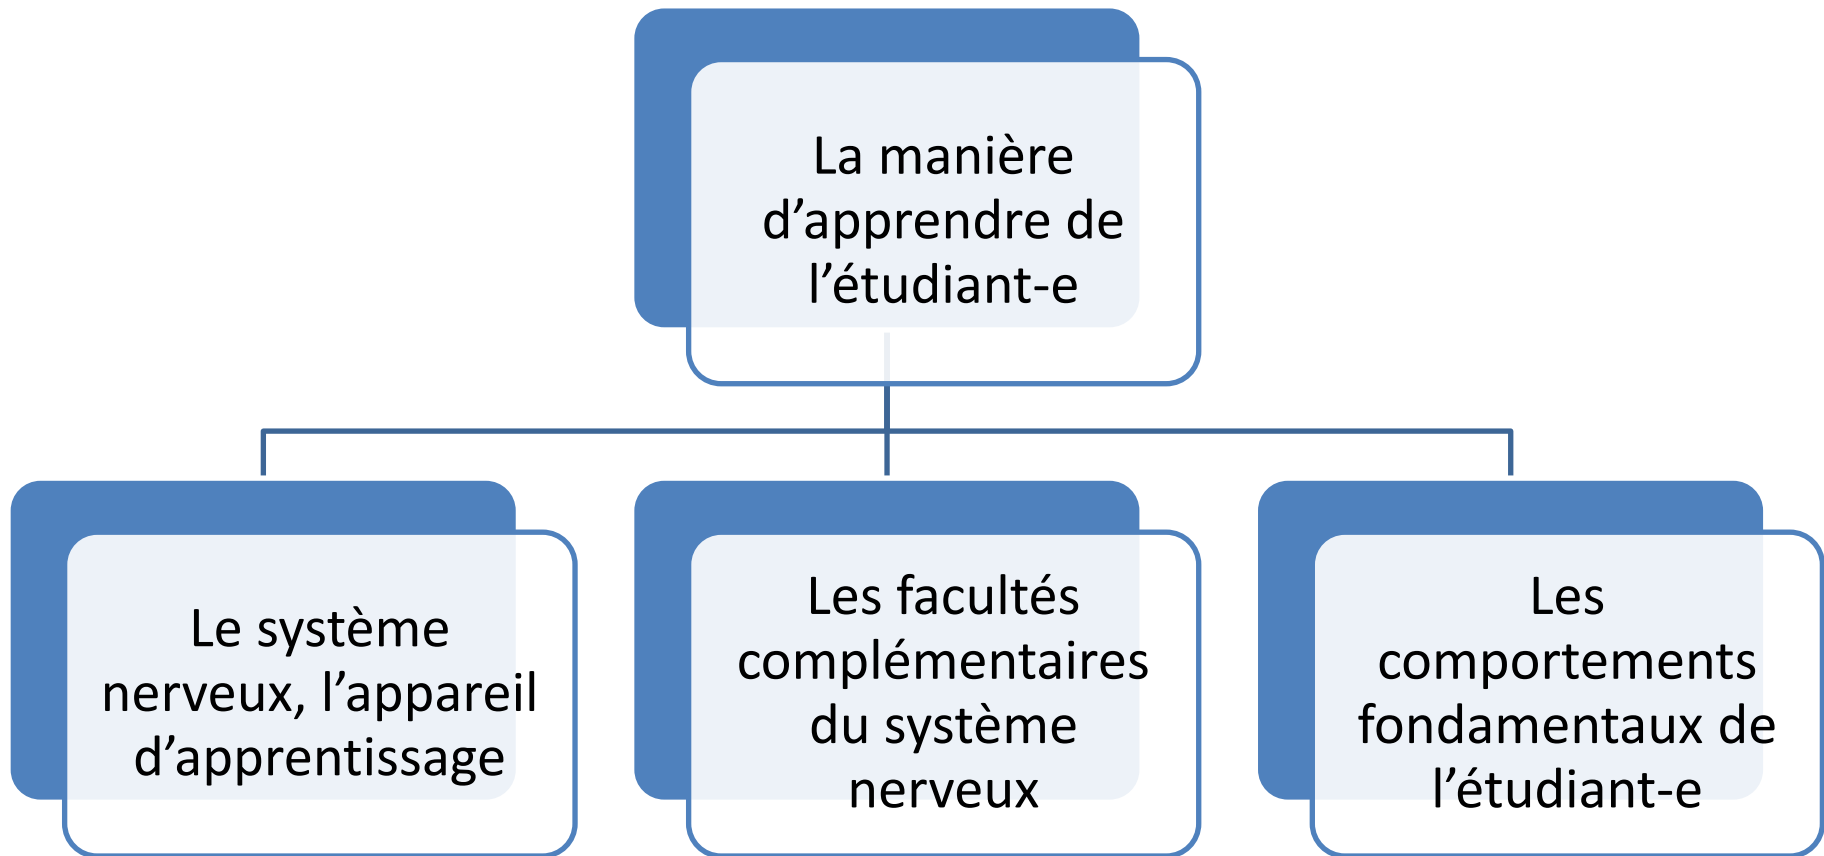 La manière
d’apprendre de
l’étudiant-e
Le système
nerveux, l’appareil
d’apprentissage
Les facultés
complémentaires
du système
nerveux
Les
comportements
fondamentaux de
l’étudiant-e